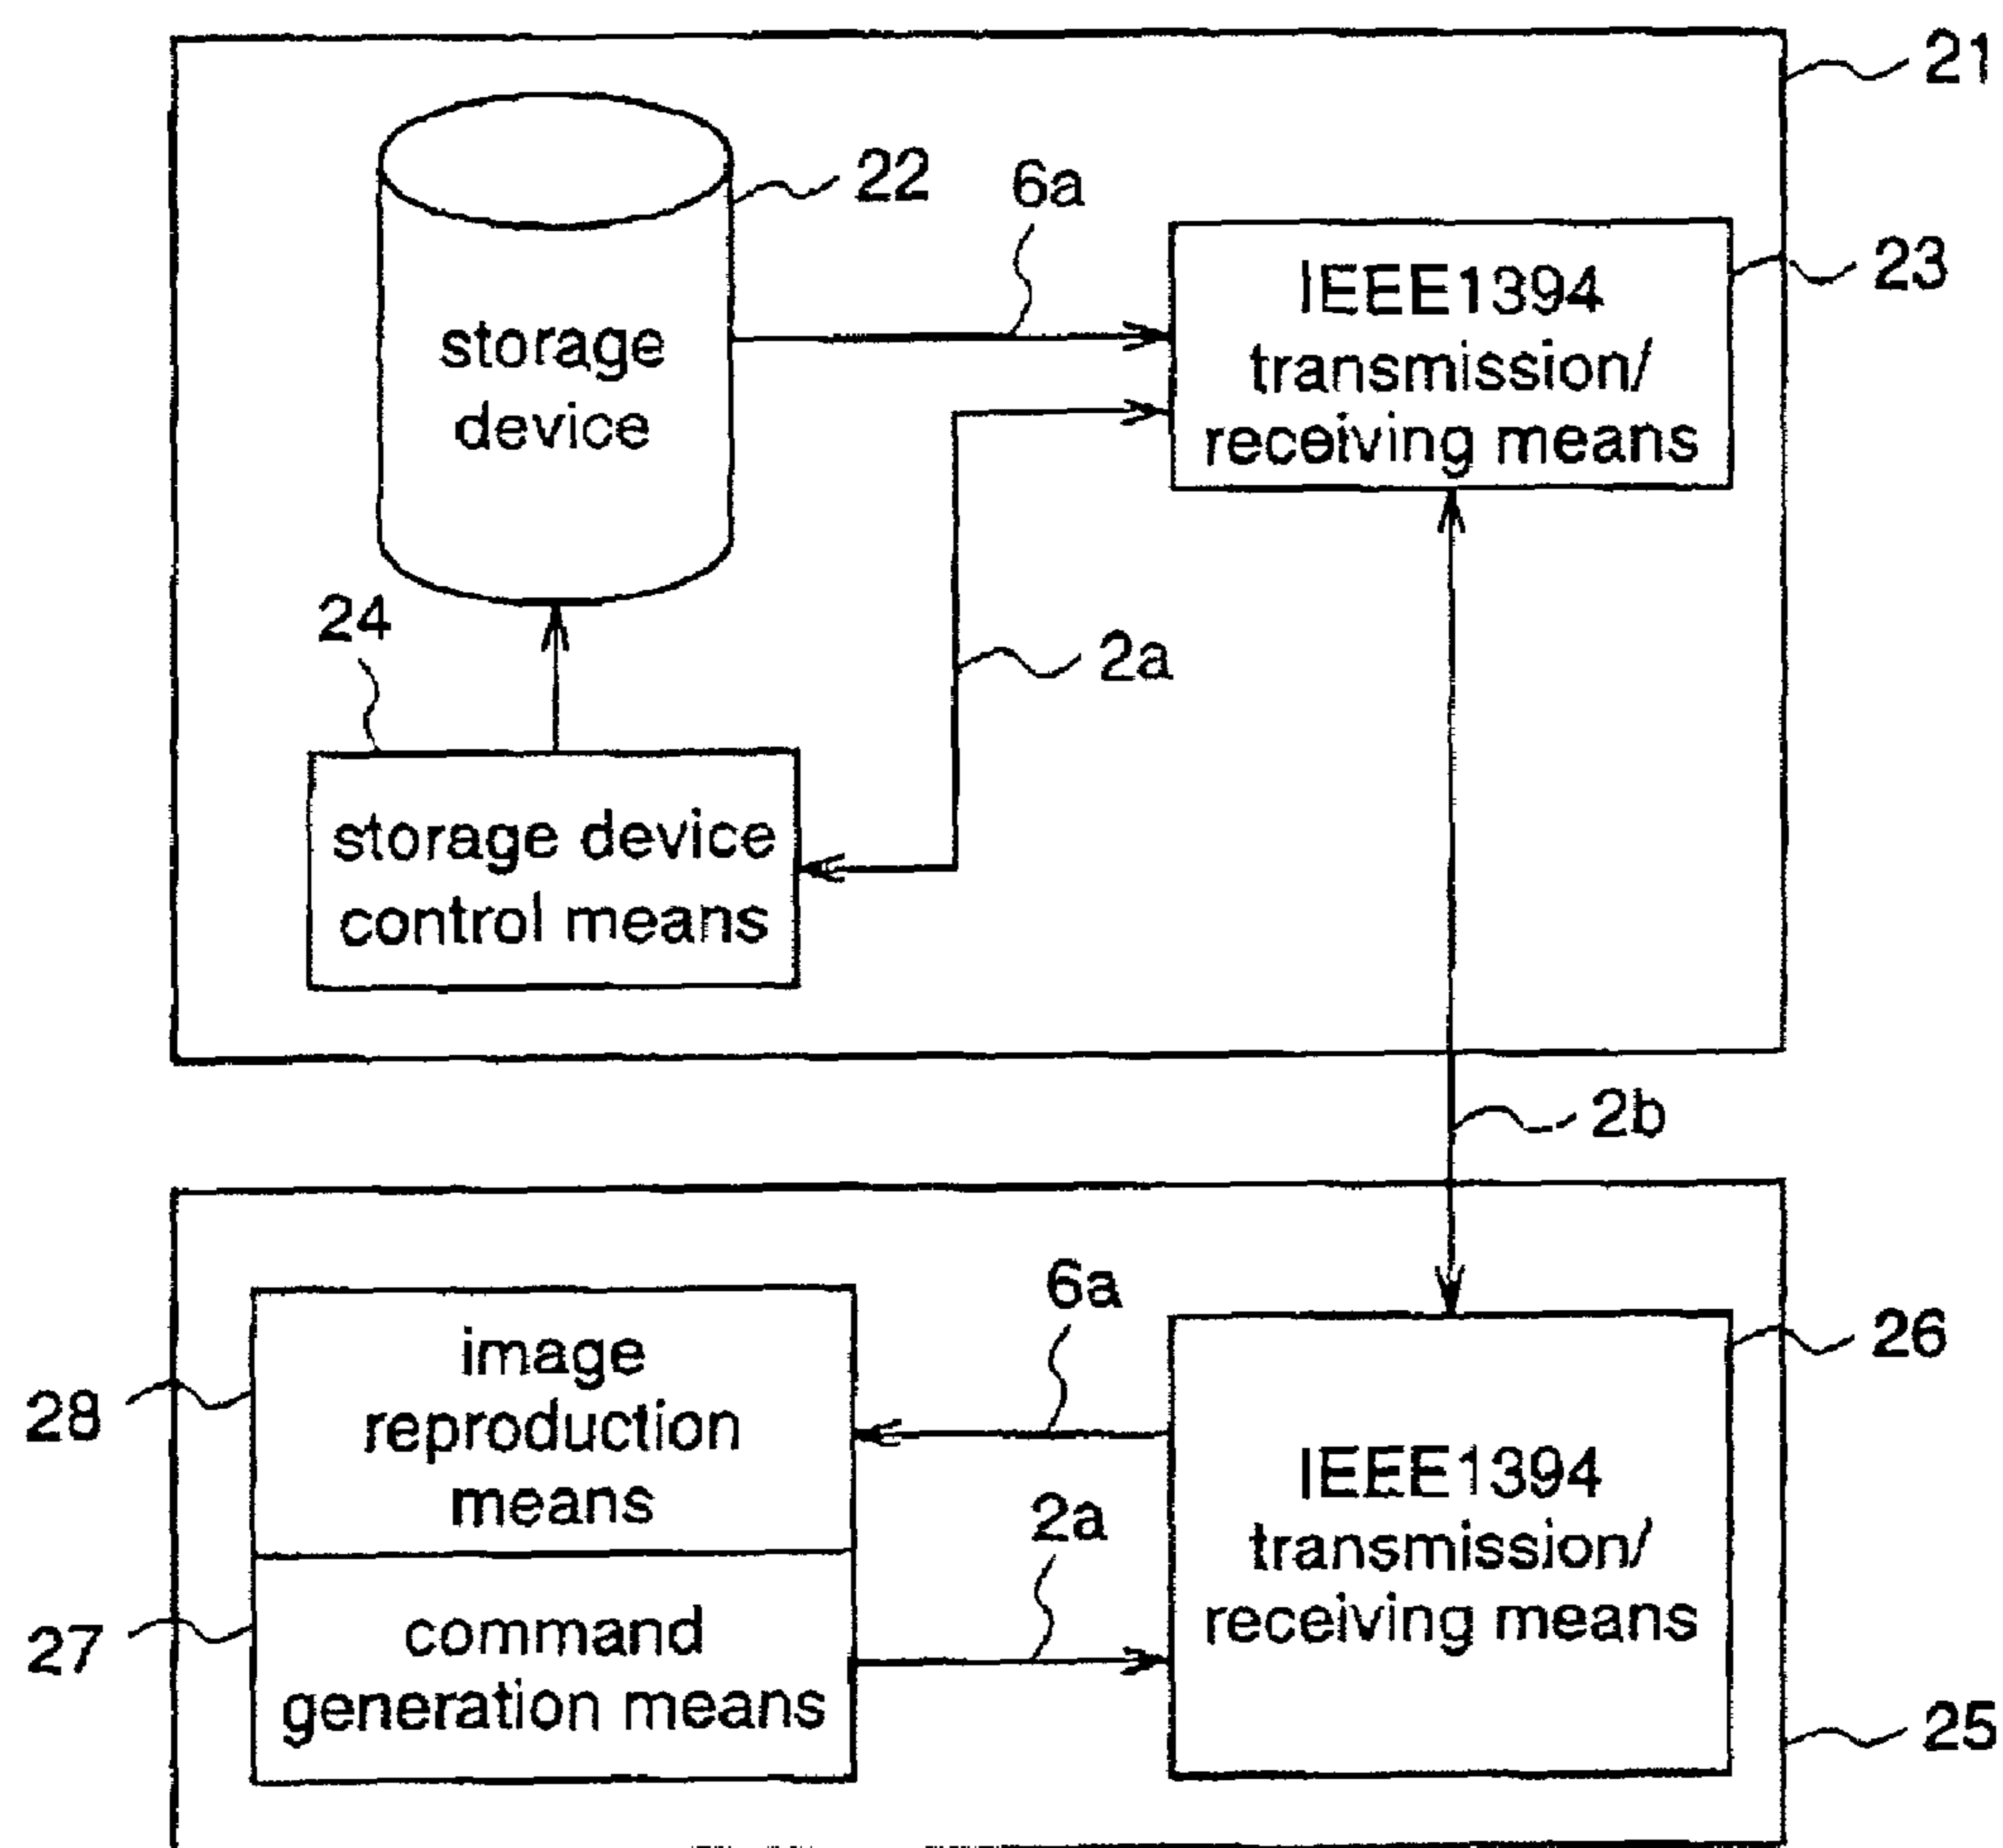 21
22
6a
23
IEEE1394
transmission/
receiving means
storage
device
24
2a
storage device
control means
2b
6a
26
image
reproduction
means
28
IEEE1394
transmission/
receiving means
2a
27
command
generation means
25